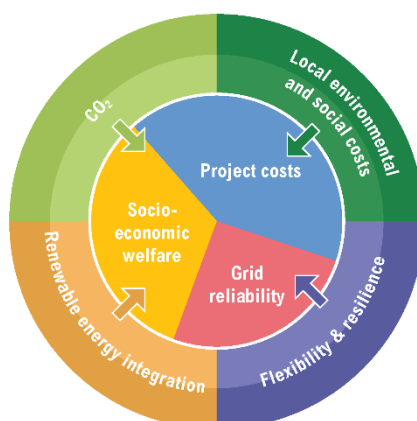 CO₂
Local environmental
and social costs
Project costs
Socio-
economic
welfare
Grid
reliability
Renewable energy integration
Flexibility & resilience